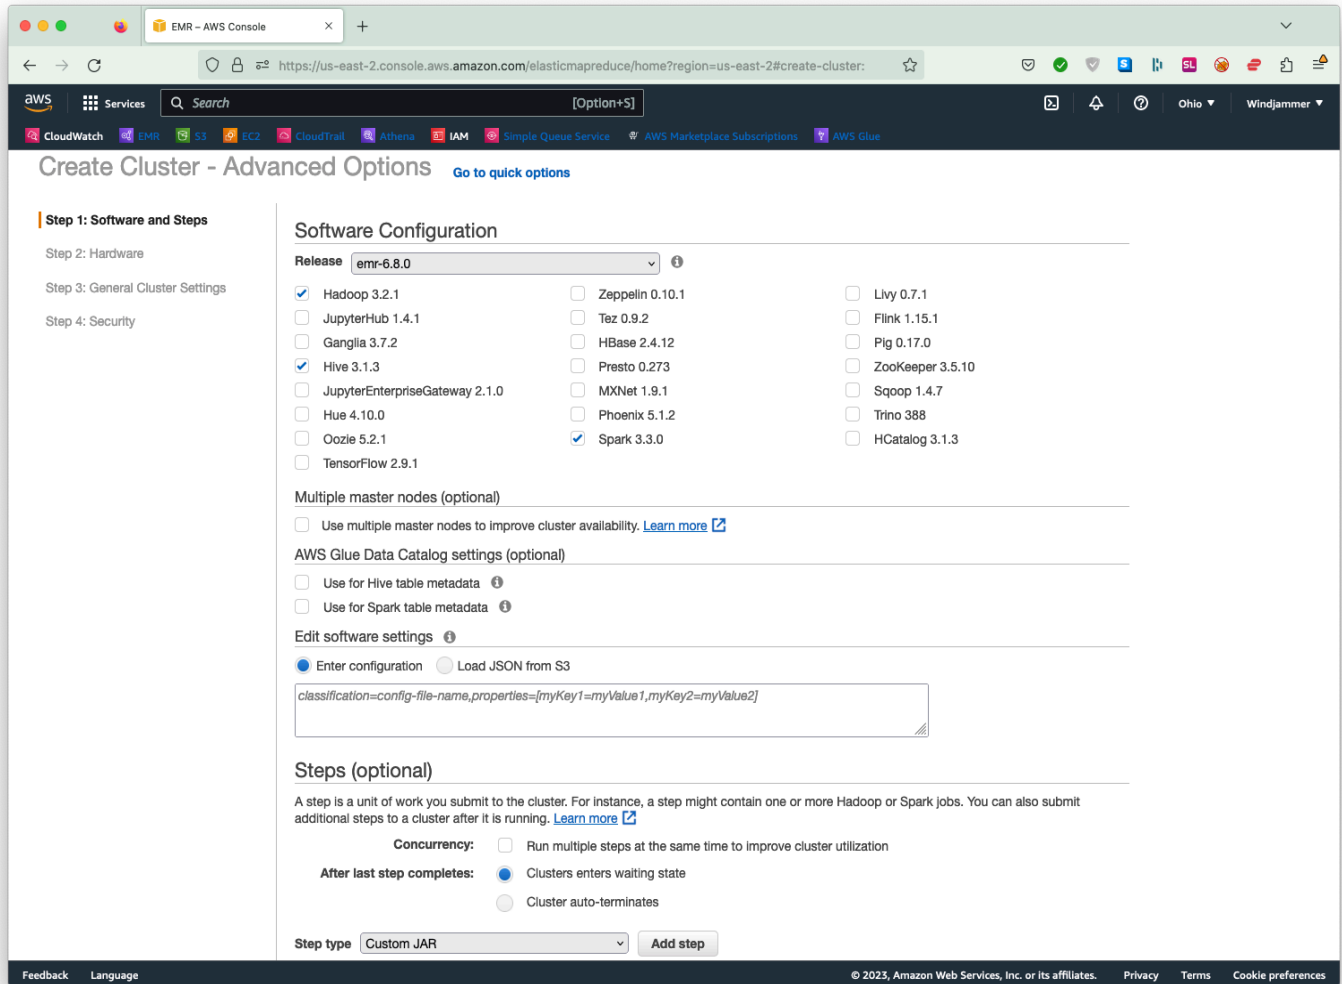 EMR – AWS Console
https://us-east-2.console.aws.amazon.com/elasticmapreduce/home?region=us-east-2#create-cluster:
aws Services Search [Option+S] Ohio Windjammer
CloudWatch EMR S3 EC2 CloudTrail Athena IAM Simple Queue Service AWS Marketplace Subscriptions AWS Glue
Create Cluster - Advanced Options Go to quick options
Step 1: Software and Steps
Step 2: Hardware
Step 3: General Cluster Settings
Step 4: Security
Software Configuration
Release emr-6.8.0
Hadoop 3.2.1 Zeppelin 0.10.1 Livy 0.7.1
JupyterHub 1.4.1 Tez 0.9.2 Flink 1.15.1
Ganglia 3.7.2 HBase 2.4.12 Pig 0.17.0
Hive 3.1.3 Presto 0.273 ZooKeeper 3.5.10
JupyterEnterpriseGateway 2.1.0 MXNet 1.9.1 Sqoop 1.4.7
Hue 4.10.0 Phoenix 5.1.2 Trino 388
Oozie 5.2.1 Spark 3.3.0 HCatalog 3.1.3
TensorFlow 2.9.1
Multiple master nodes (optional)
Use multiple master nodes to improve cluster availability. Learn more
AWS Glue Data Catalog settings (optional)
Use for Hive table metadata
Use for Spark table metadata
Edit software settings
Enter configuration Load JSON from S3
classification=config-file-name,properties=[myKey1=myValue1,myKey2=myValue2]
Steps (optional)
A step is a unit of work you submit to the cluster. For instance, a step might contain one or more Hadoop or Spark jobs. You can also submit
additional steps to a cluster after it is running. Learn more
Concurrency: Run multiple steps at the same time to improve cluster utilization
After last step completes: Clusters enters waiting state
Cluster auto-terminates
Step type Custom JAR Add step
Feedback Language © 2023, Amazon Web Services, Inc. or its affiliates. Privacy Terms Cookie preferences